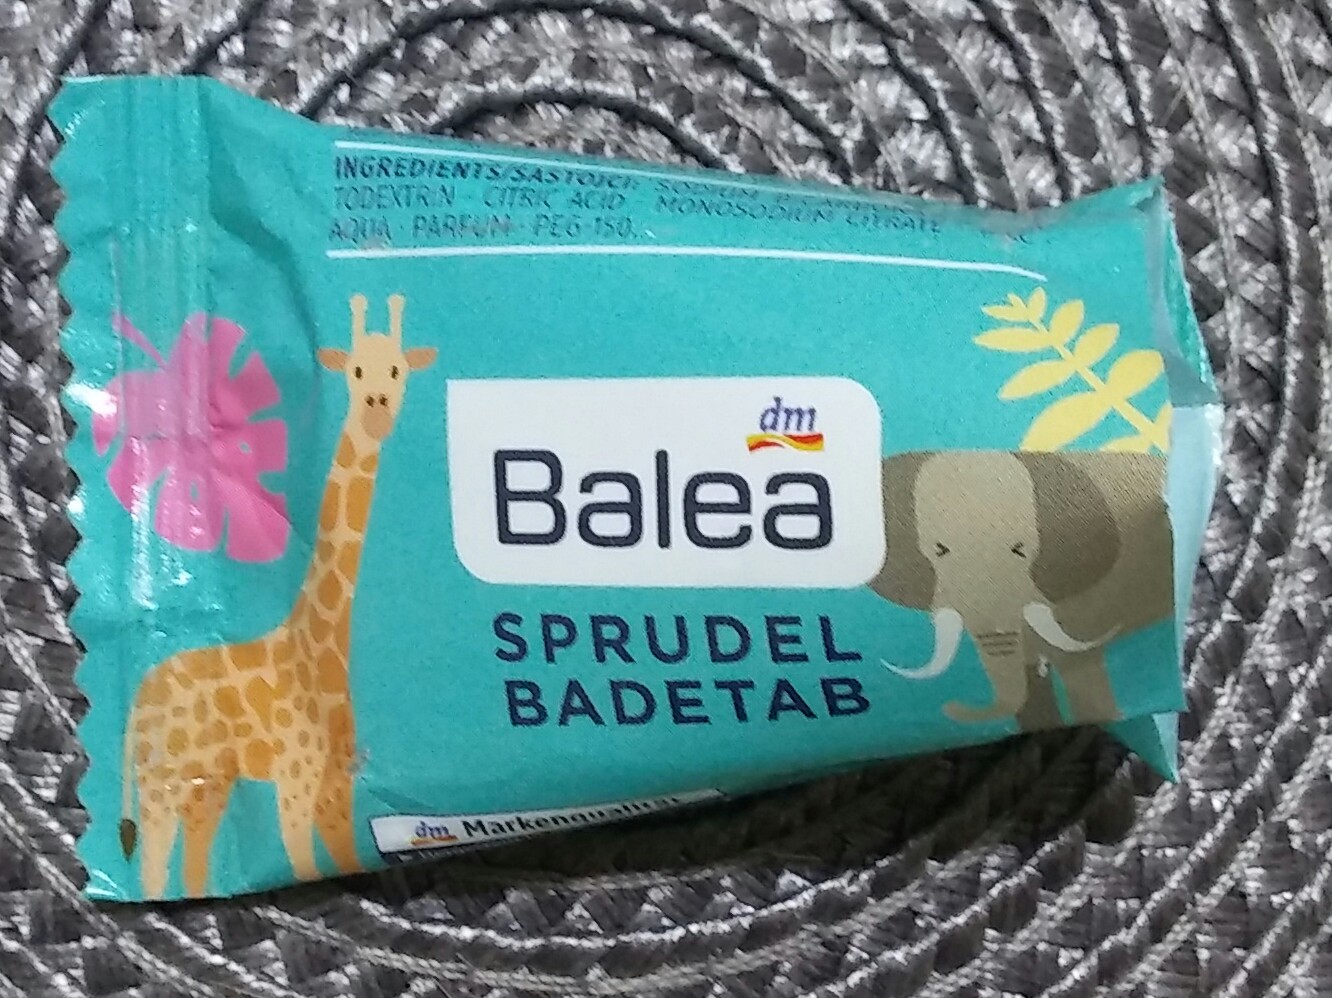 INGREDIENTS/SASTOJCI: SODIUM
TODEXTRIN · CITRIC ACID · MONOSODIUM CITRATE
AQUA · PARFUM · PEG-150...
dm
Balea
SPRUDEL
BADETAB
dm Markenqualität